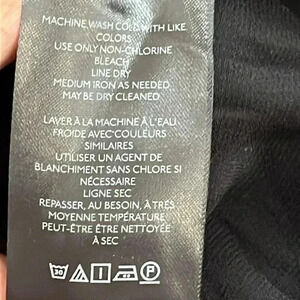 MACHINE WASH COLD WITH LIKE
COLORS
USE ONLY NON-CHLORINE
BLEACH
LINE DRY
MEDIUM IRON AS NEEDED
MAY BE DRY CLEANED
LAVER À LA MACHINE À L'EAU
FROIDE AVEC COULEURS
SIMILAIRES
UTILISER UN AGENT DE
BLANCHIMENT SANS CHLORE SI
NÉCESSAIRE
LIGNE SEC
REPASSER, AU BESOIN, À TRÈS
MOYENNE TEMPÉRATURE
PEUT-ÊTRE ÊTRE NETTOYÉE
À SEC
30 P